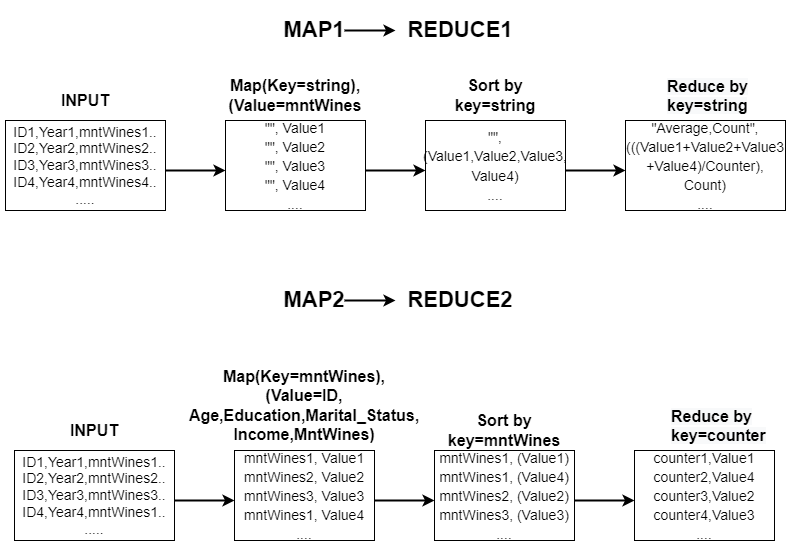 MAP1 REDUCE1
INPUT
ID1,Year1,mntWines1..
ID2,Year2,mntWines2..
ID3,Year3,mntWines3..
ID4,Year4,mntWines4..
.....
Map(Key=string),
(Value=mntWines
"", Value1
"", Value2
"", Value3
"", Value4
....
Sort by
key=string
"",
(Value1,Value2,Value3,
Value4)
....
Reduce by
key=string
"Average,Count",
(((Value1+Value2+Value3
+Value4)/Counter),
Count)
....
MAP2 REDUCE2
INPUT
ID1,Year1,mntWines1..
ID2,Year2,mntWines2..
ID3,Year3,mntWines3..
ID4,Year4,mntWines1..
.....
Map(Key=mntWines),
(Value=ID,
Age,Education,Marital_Status,
Income,MntWines)
mntWines1, Value1
mntWines2, Value2
mntWines3, Value3
mntWines1, Value4
....
Sort by
key=mntWines
mntWines1, (Value1)
mntWines1, (Value4)
mntWines2, (Value2)
mntWines3, (Value3)
....
Reduce by
key=counter
counter1,Value1
counter2,Value4
counter3,Value2
counter4,Value3
....